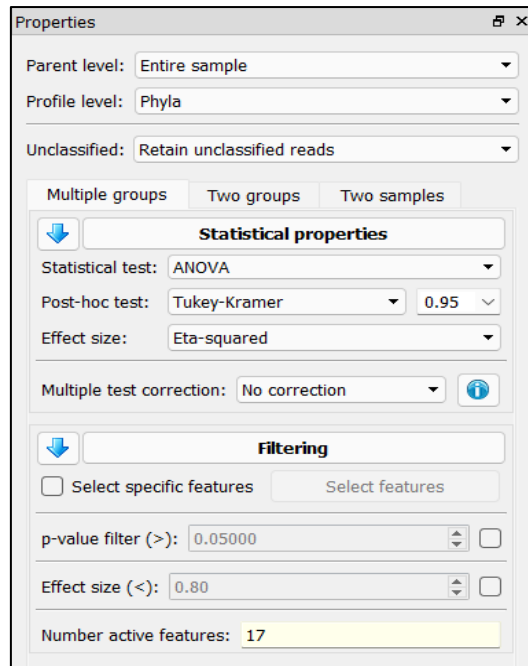 Properties
Parent level: Entire sample
Profile level: Phyla
Unclassified: Retain unclassified reads
Multiple groups Two groups Two samples
Statistical properties
Statistical test: ANOVA
Post-hoc test: Tukey-Kramer 0.95
Effect size: Eta-squared
Multiple test correction: No correction
Filtering
Select specific features Select features
p-value filter (>): 0.05000
Effect size (<): 0.80
Number active features: 17